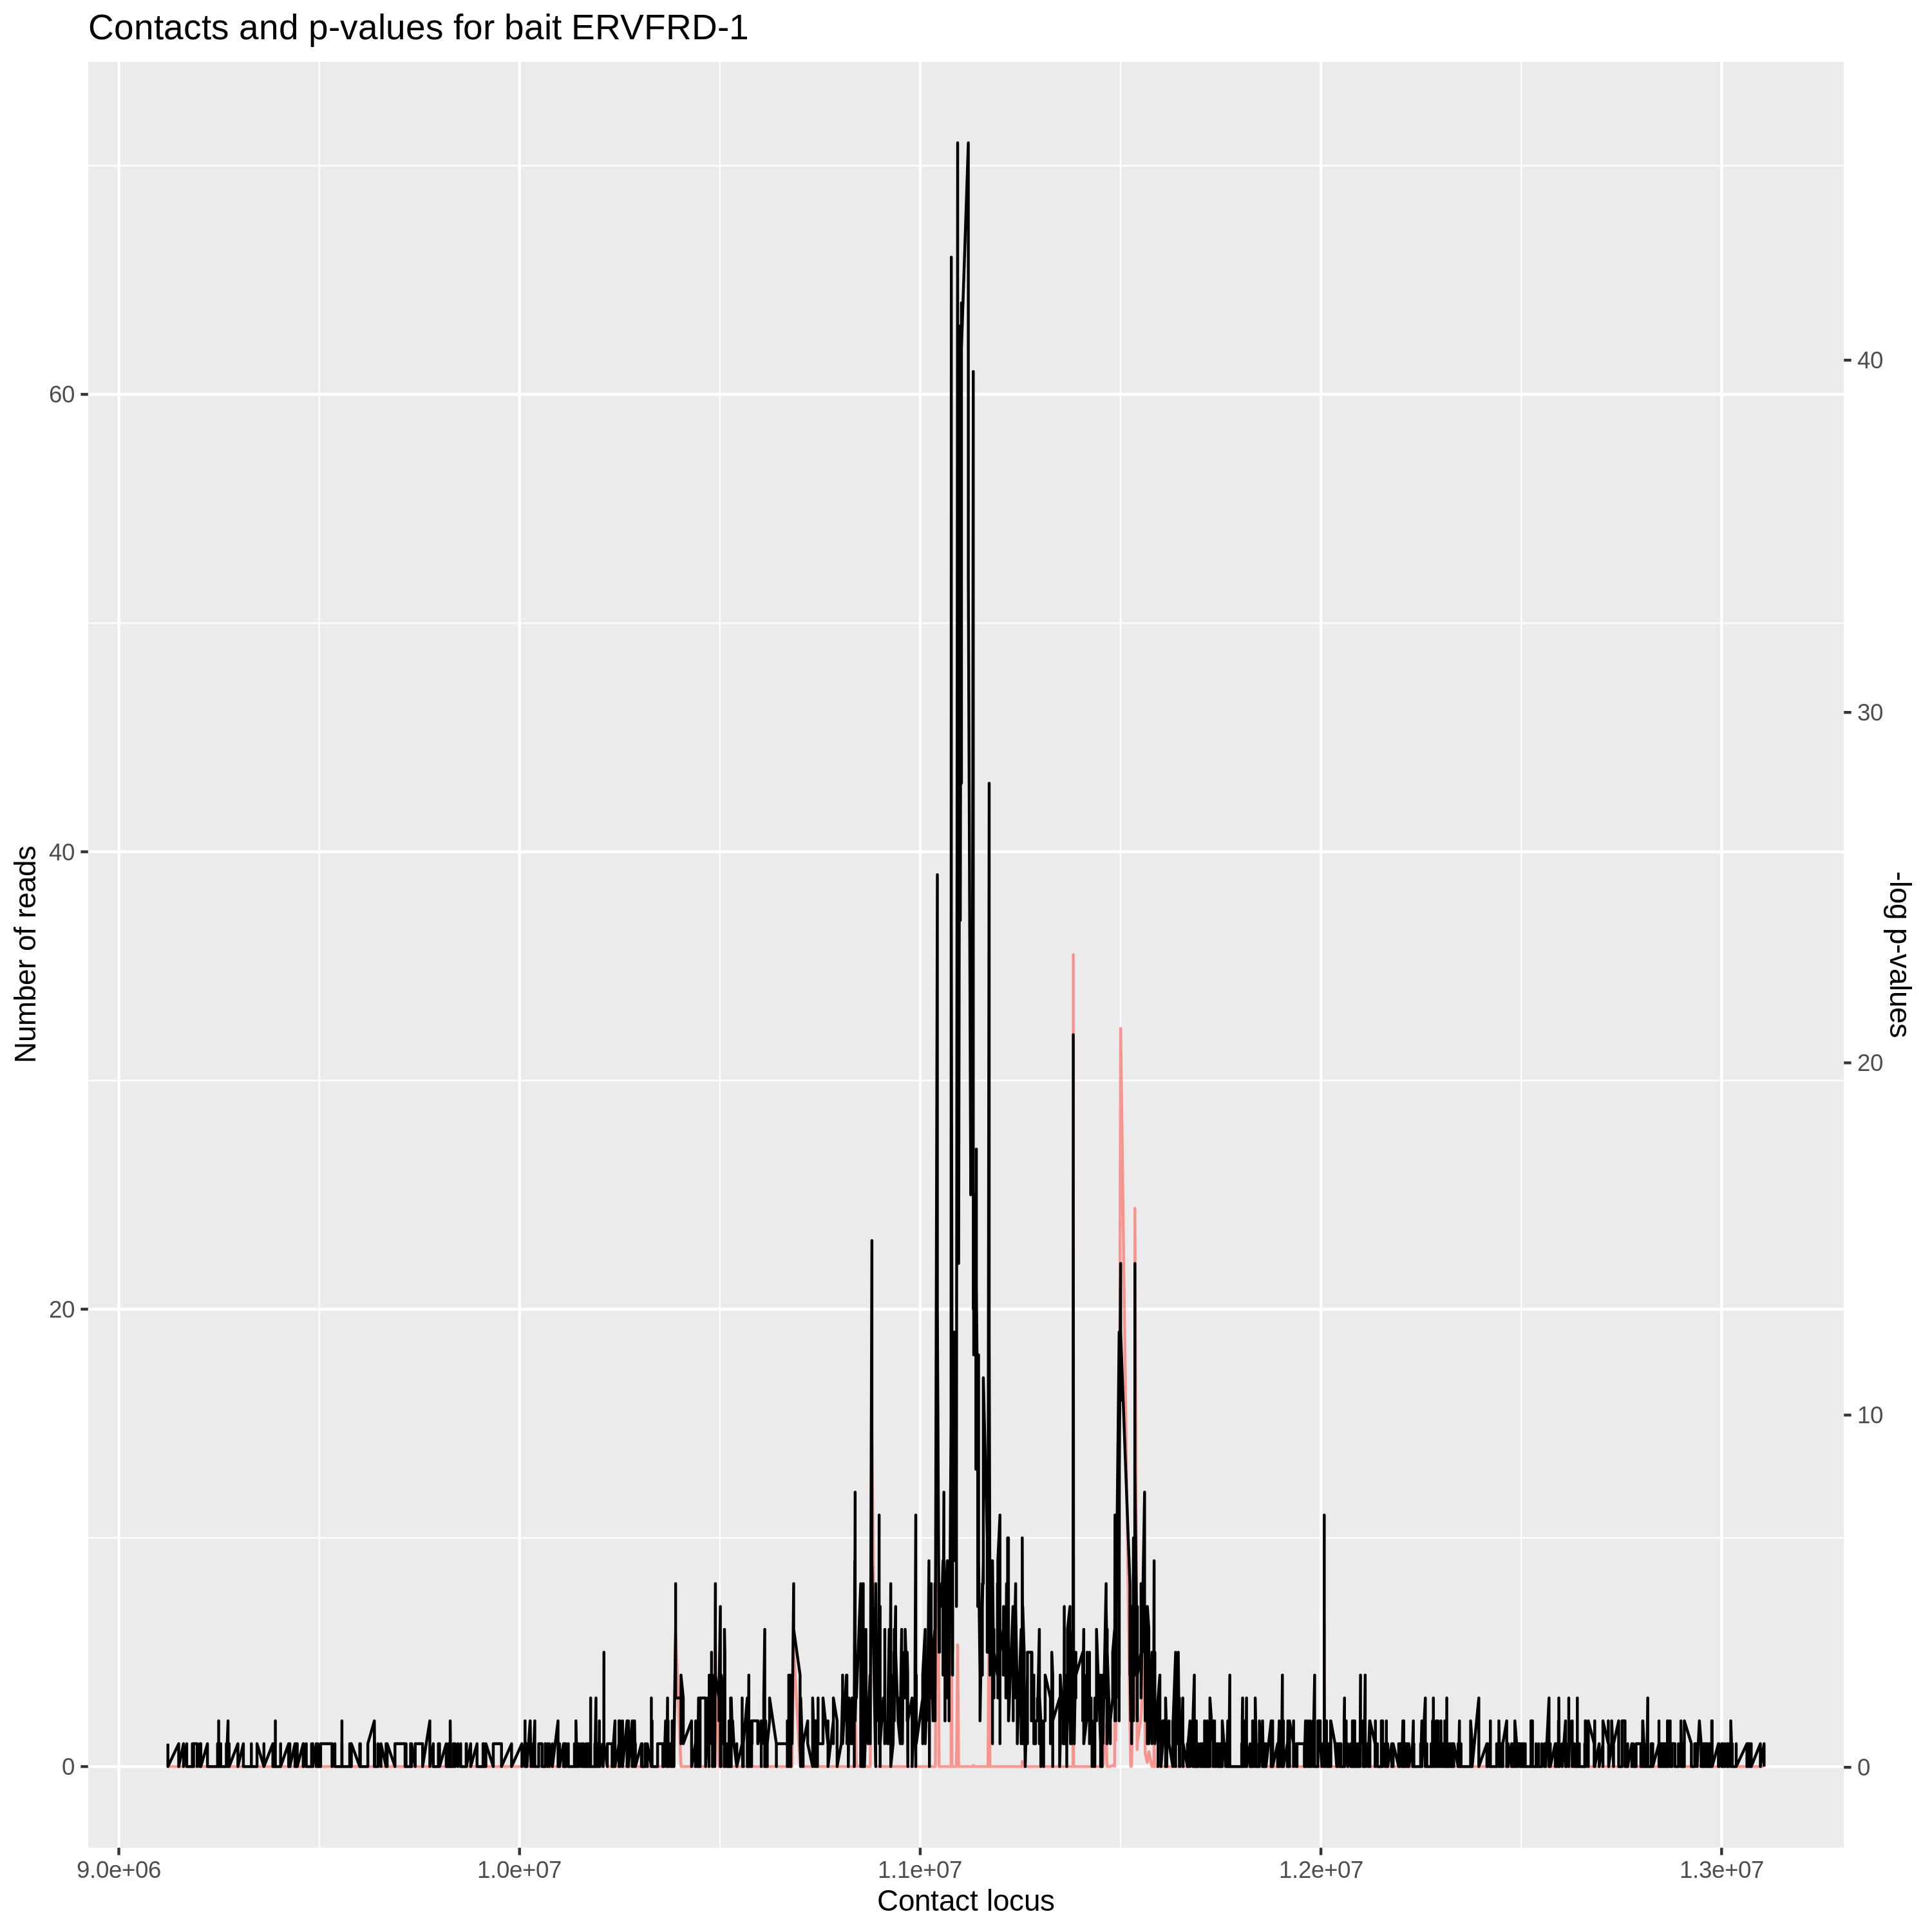 Contacts and p-values for bait ERVFRD-1
Number of reads
60
40
20
0
40
30
20
10
0
-log p-values
9.0e+06
1.0e+07
1.1e+07
1.2e+07
1.3e+07
Contact locus